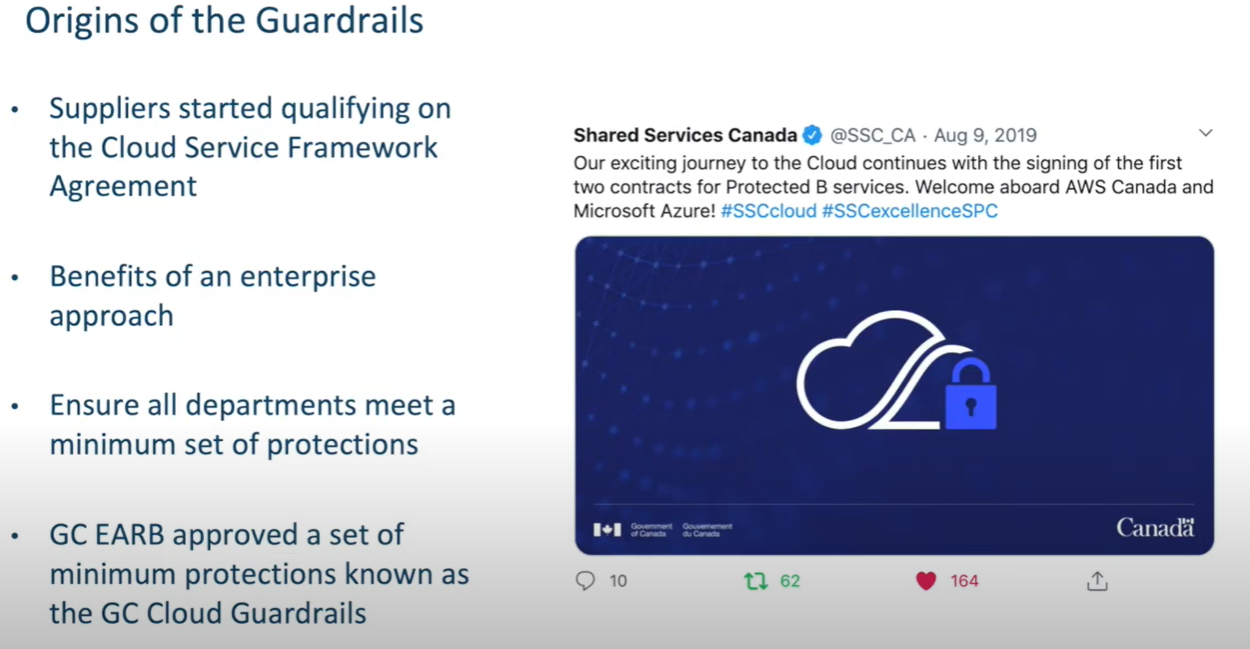 Origins of the Guardrails
• Suppliers started qualifying on
the Cloud Service Framework
Agreement
• Benefits of an enterprise
approach
• Ensure all departments meet a
minimum set of protections
• GC EARB approved a set of
minimum protections known as
the GC Cloud Guardrails
Shared Services Canada @SSC_CA · Aug 9, 2019
Our exciting journey to the Cloud continues with the signing of the first
two contracts for Protected B services. Welcome aboard AWS Canada and
Microsoft Azure! #SSCcloud #SSCexcellenceSPC
Government Gouvernement
of Canada du Canada
Canada
10 62 164